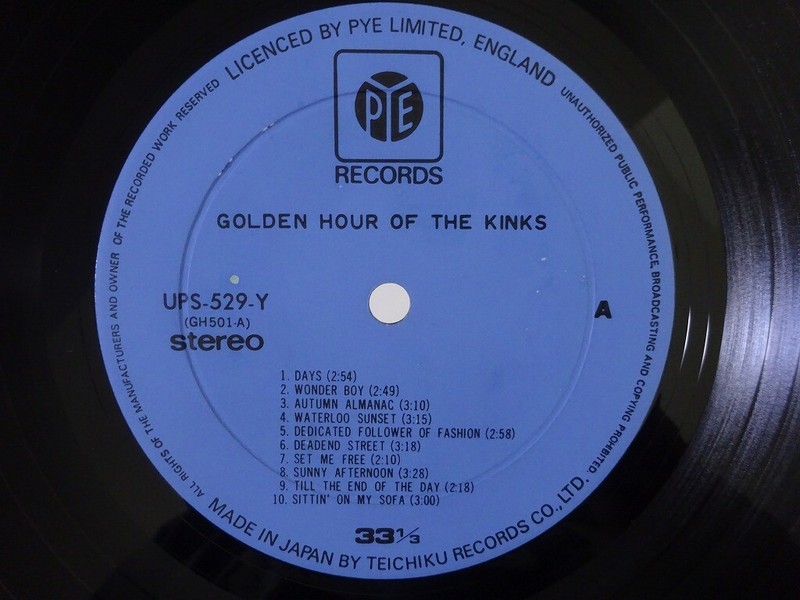 LICENCED BY PYE LIMITED, ENGLAND
UNAUTHORIZED PUBLIC PERFORMANCE, BROADCASTING AND COPYING PROHIBITED.
ALL RIGHTS OF THE MANUFACTURERS AND OWNER OF THE RECORDED WORK RESERVED
PYE
RECORDS
GOLDEN HOUR OF THE KINKS
UPS-529-Y
(GH501-A)
stereo
A
1. DAYS (2:54)
2. WONDER BOY (2:49)
3. AUTUMN ALMANAC (3:10)
4. WATERLOO SUNSET (3:15)
5. DEDICATED FOLLOWER OF FASHION (2:58)
6. DEADEND STREET (3:18)
7. SET ME FREE (2:10)
8. SUNNY AFTERNOON (3:28)
9. TILL THE END OF THE DAY (2:18)
10. SITTIN' ON MY SOFA (3:00)
33 1/3
MADE IN JAPAN BY TEICHIKU RECORDS CO., LTD.